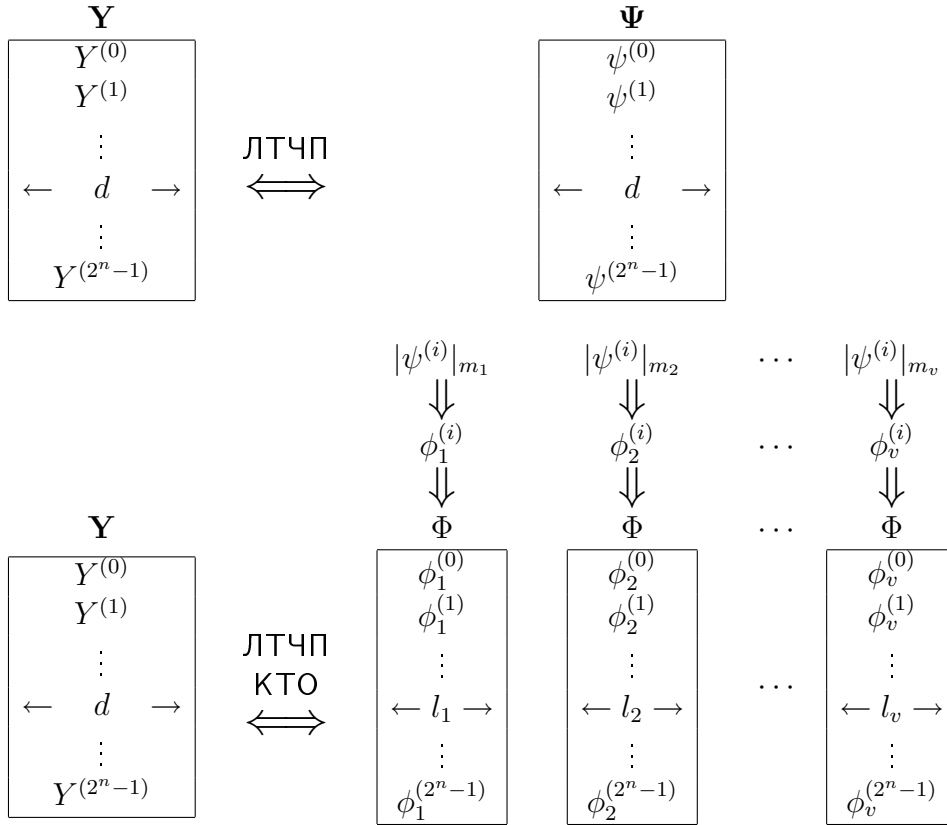 Y Ψ
Y^{(0)} ψ^{(0)}
Y^{(1)} ψ^{(1)}
⋮ ЛТЧП ⋮
← d → ⟺ ← d →
⋮ ⋮
Y^{(2^n−1)} ψ^{(2^n−1)}
|ψ^{(i)}|_{m_1} |ψ^{(i)}|_{m_2} ⋯ |ψ^{(i)}|_{m_v}
⇓ ⇓ ⇓
ϕ_1^{(i)} ϕ_2^{(i)} ⋯ ϕ_v^{(i)}
⇓ ⇓ ⇓
Y Φ Φ ⋯ Φ
Y^{(0)} ϕ_1^{(0)} ϕ_2^{(0)} ϕ_v^{(0)}
Y^{(1)} ϕ_1^{(1)} ϕ_2^{(1)} ϕ_v^{(1)}
⋮ ЛТЧП ⋮ ⋮ ⋮
КТО ⋯
← d → ⟺ ← l_1 → ← l_2 → ← l_v →
⋮ ⋮ ⋮ ⋮
Y^{(2^n−1)} ϕ_1^{(2^n−1)} ϕ_2^{(2^n−1)} ϕ_v^{(2^n−1)}